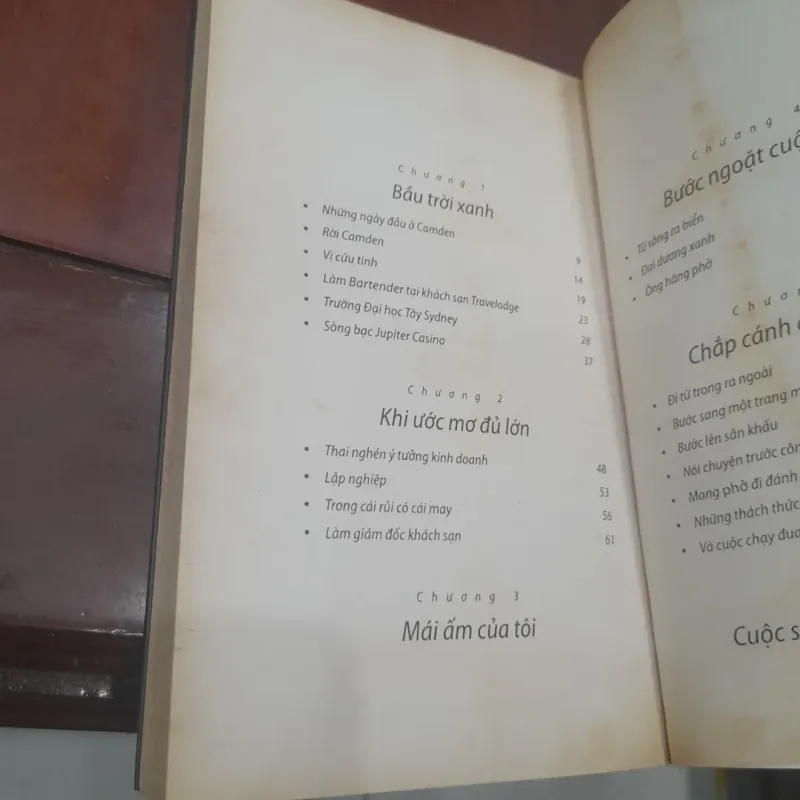 Chương 1
Bầu trời xanh
• Những ngày đầu ở Camden 9
• Rời Camden 14
• Vị cứu tinh 19
• Làm Bartender tại khách sạn Travelodge 23
• Trường Đại học Tây Sydney 28
• Sòng bạc Jupiter Casino 37
Chương 2
Khi ước mơ đủ lớn
• Thai nghén ý tưởng kinh doanh 48
• Lập nghiệp 53
• Trong cái rủi có cái may 56
• Làm giám đốc khách sạn 61
Chương 3
Mái ấm của tôi
Chương 4
Bước ngoặt cuộ
• Từ sông ra biển
• Đại dương xanh
• Ông hàng phở
Chương
Chắp cánh
• Đi từ trong ra ngoài
• Bước sang một trang m
• Bước lên sân khấu
• Nói chuyện trước côn
• Mang phở đi đánh
• Những thách thức
• Và cuộc chạy đua
Cuộc s